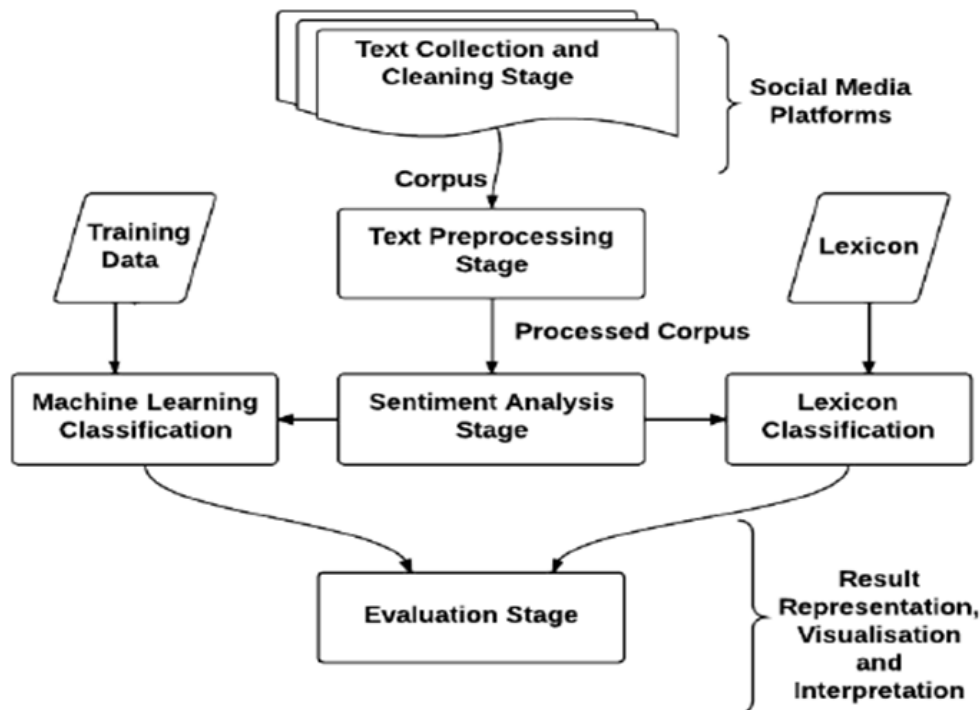 Text Collection and
Cleaning Stage
Social Media
Platforms
Corpus
Training
Data
Text Preprocessing
Stage
Lexicon
Processed Corpus
Machine Learning
Classification
Sentiment Analysis
Stage
Lexicon
Classification
Evaluation Stage
Result
Representation,
Visualisation
and
Interpretation